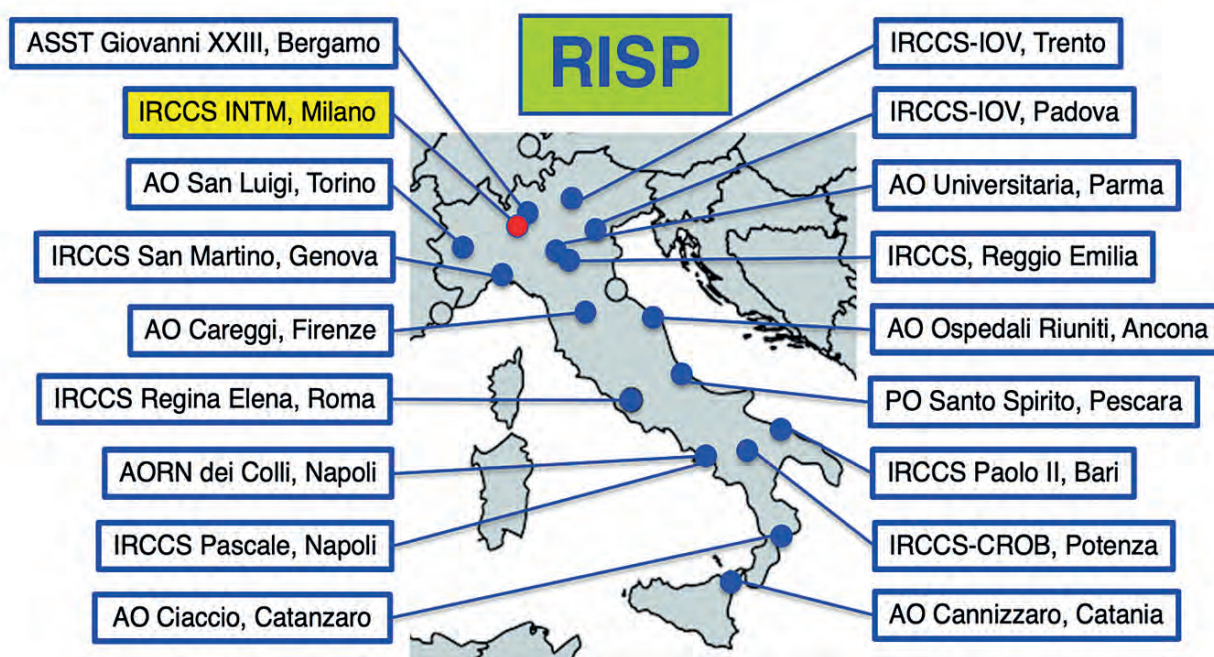 RISP
ASST Giovanni XXIII, Bergamo
IRCCS INTM, Milano
AO San Luigi, Torino
IRCCS San Martino, Genova
AO Careggi, Firenze
IRCCS Regina Elena, Roma
AORN dei Colli, Napoli
IRCCS Pascale, Napoli
AO Ciaccio, Catanzaro
IRCCS-IOV, Trento
IRCCS-IOV, Padova
AO Universitaria, Parma
IRCCS, Reggio Emilia
AO Ospedali Riuniti, Ancona
PO Santo Spirito, Pescara
IRCCS Paolo II, Bari
IRCCS-CROB, Potenza
AO Cannizzaro, Catania